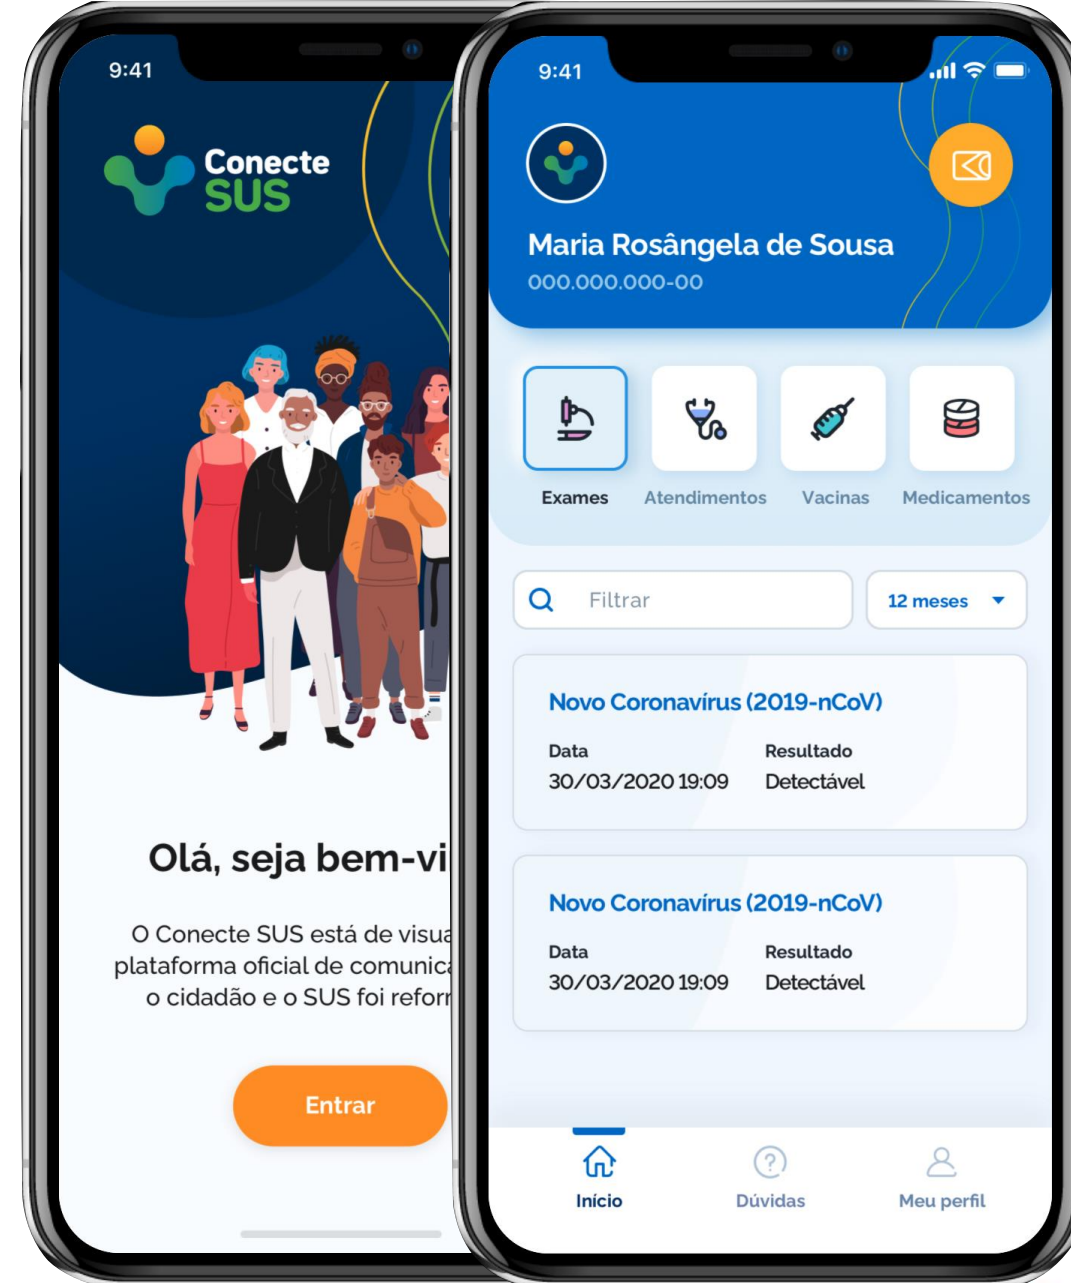 9:41
Conecte
SUS
Olá, seja bem-vi
O Conecte SUS está de visua
plataforma oficial de comunica
o cidadão e o SUS foi refor
Entrar
9:41
Maria Rosângela de Sousa
000.000.000-00
Exames Atendimentos Vacinas Medicamentos
Filtrar 12 meses
Novo Coronavírus (2019-nCoV)
Data Resultado
30/03/2020 19:09 Detectável
Novo Coronavírus (2019-nCoV)
Data Resultado
30/03/2020 19:09 Detectável
Início Dúvidas Meu perfil